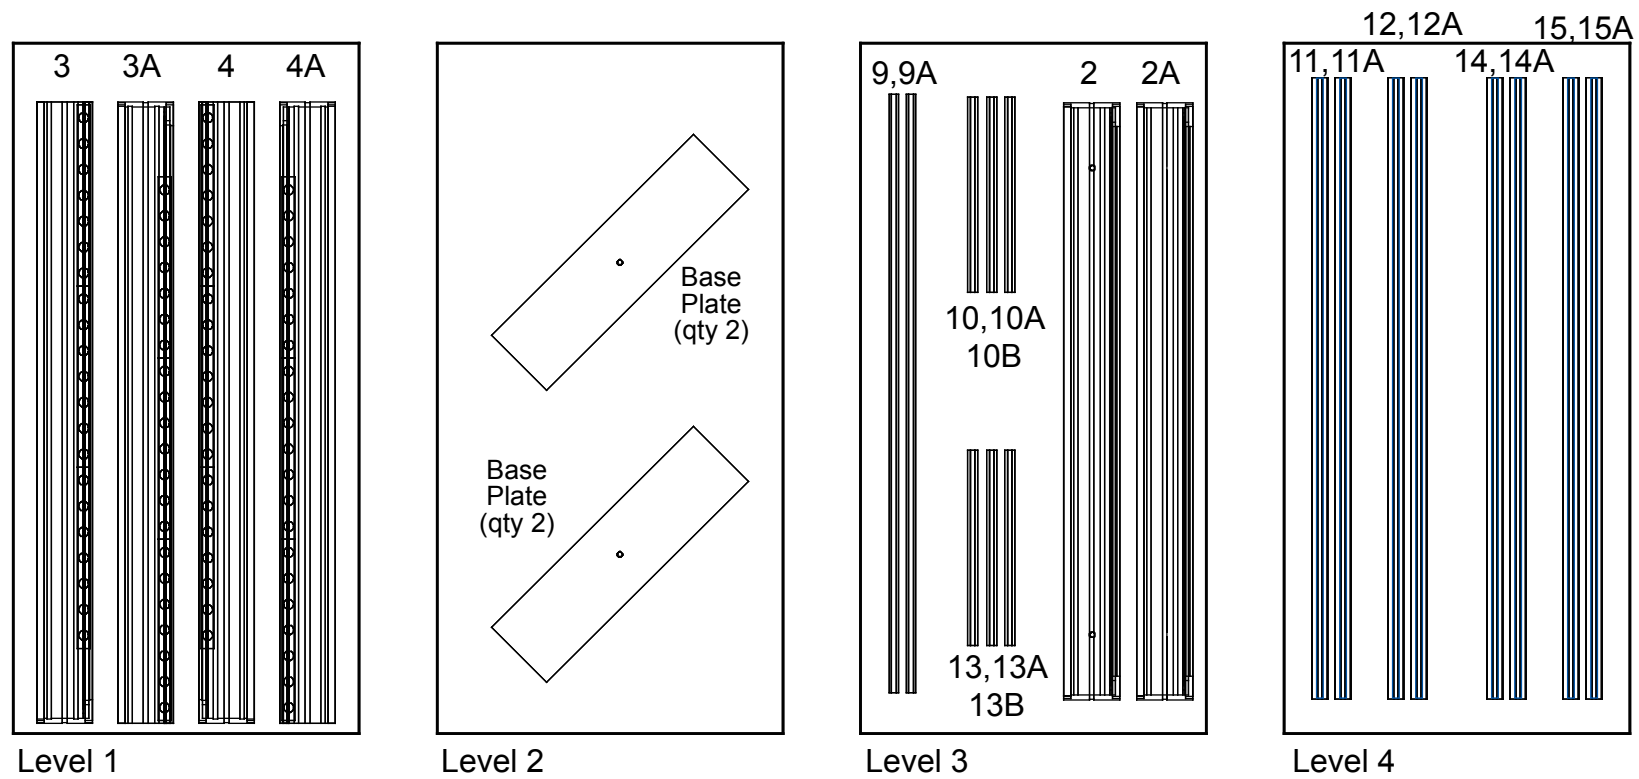 3 3A 4 4A
Level 1
Base
Plate
(qty 2)
Base
Plate
(qty 2)
Level 2
9,9A
2 2A
10,10A
10B
13,13A
13B
Level 3
12,12A 15,15A
11,11A 14,14A
Level 4